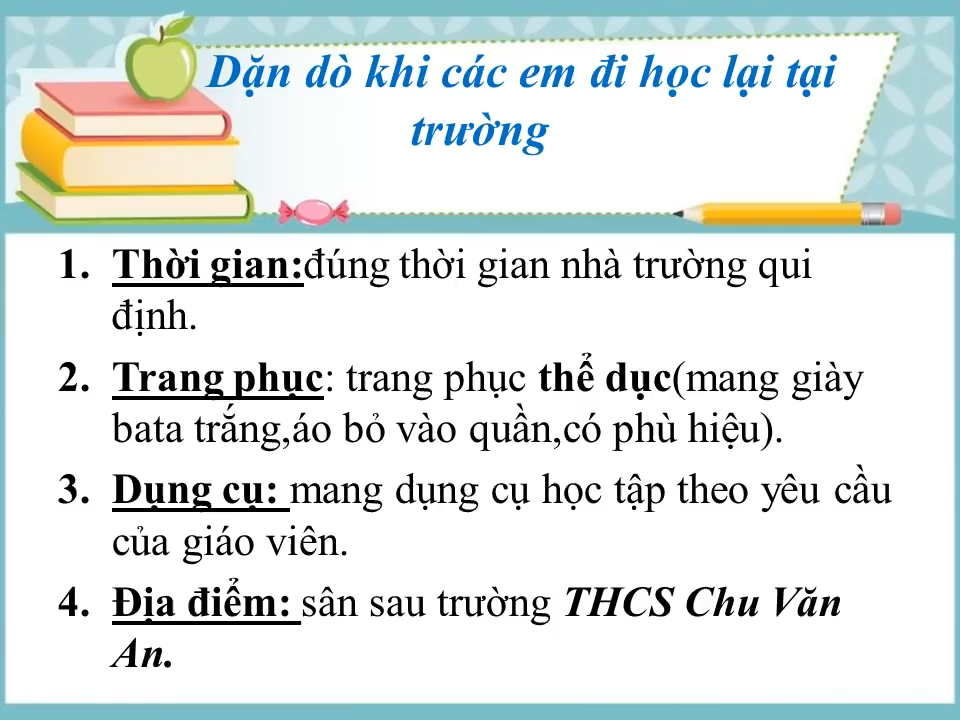 Dặn dò khi các em đi học lại tại
trường
1. Thời gian:đúng thời gian nhà trường qui
định.
2. Trang phục: trang phục thể dục(mang giày
bata trắng,áo bỏ vào quần,có phù hiệu).
3. Dụng cụ: mang dụng cụ học tập theo yêu cầu
của giáo viên.
4. Địa điểm: sân sau trường THCS Chu Văn
An.